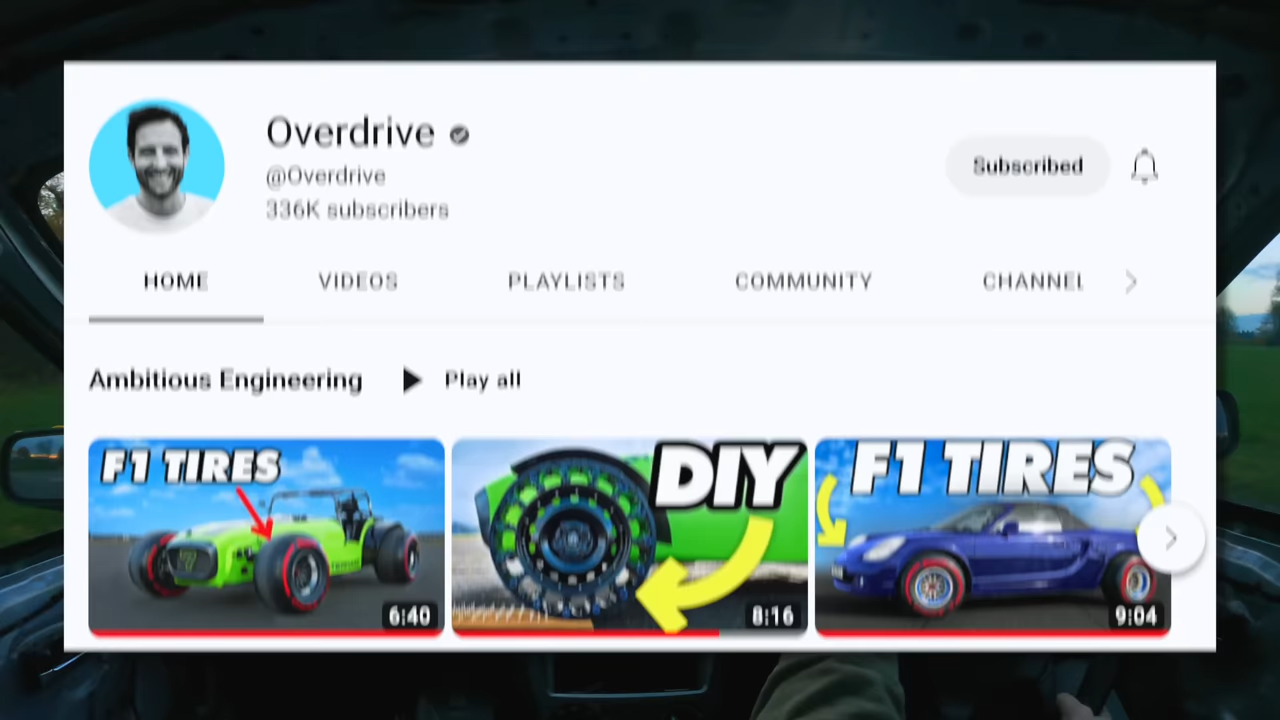 Overdrive
@Overdrive
336K subscribers
Subscribed
HOME VIDEOS PLAYLISTS COMMUNITY CHANNEL
Ambitious Engineering Play all
F1 TIRES
6:40
DIY
8:16
F1 TIRES
9:04